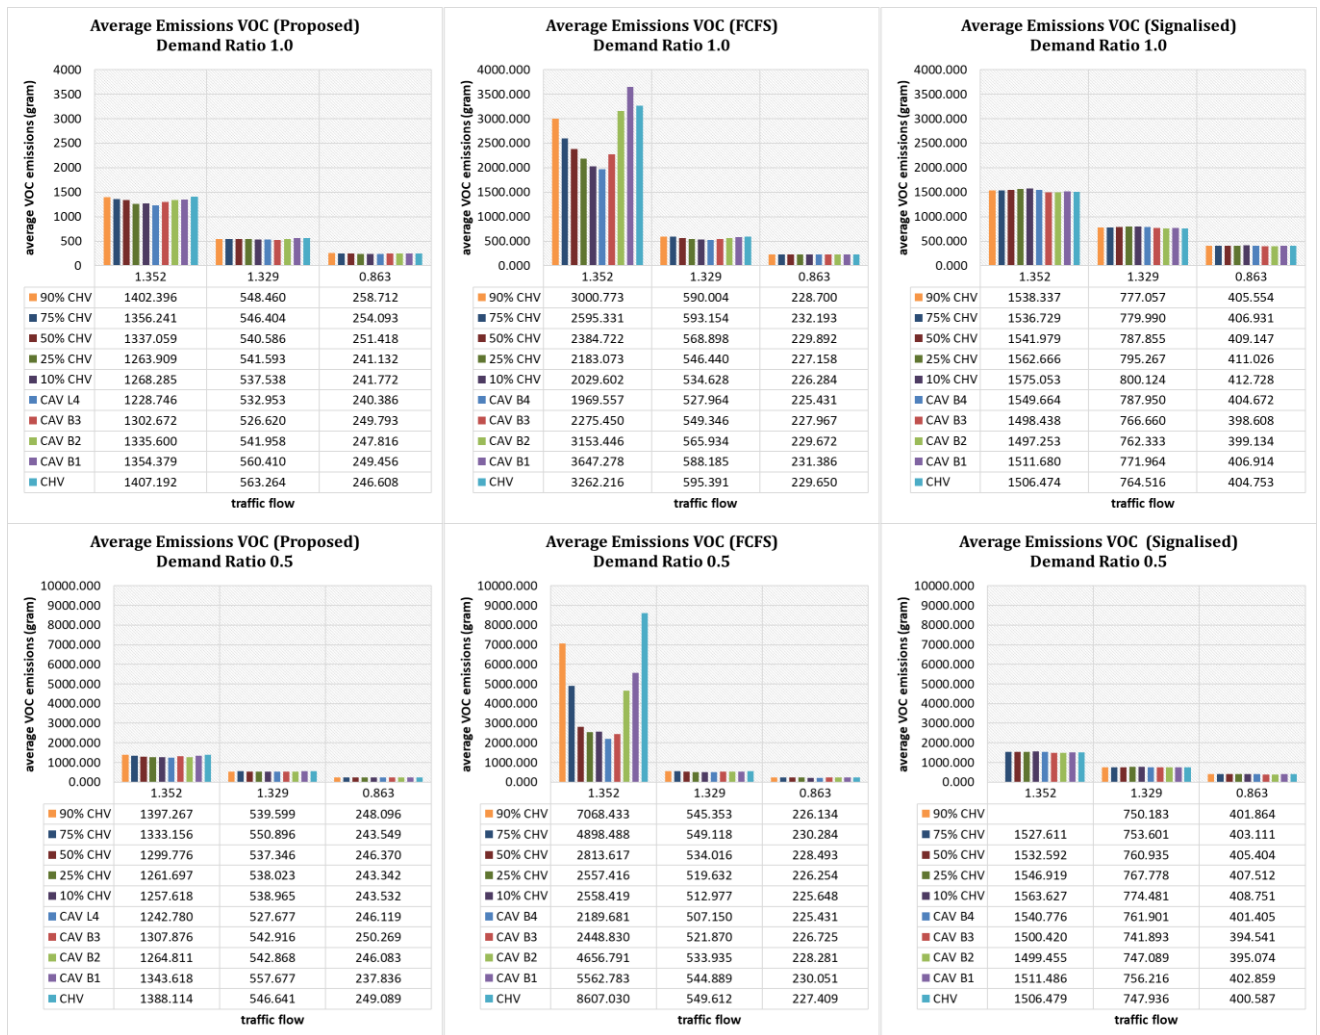 Average Emissions VOC (Proposed)
Demand Ratio 1.0
average VOC emissions (gram)
4000
3500
3000
2500
2000
1500
1000
500
0
1.352 1.329 0.863
90% CHV 1402.396 548.460 258.712
75% CHV 1356.241 546.404 254.093
50% CHV 1337.059 540.586 251.418
25% CHV 1263.909 541.593 241.132
10% CHV 1268.285 537.538 241.772
CAV L4 1228.746 532.953 240.386
CAV B3 1302.672 526.620 249.793
CAV B2 1335.600 541.958 247.816
CAV B1 1354.379 560.410 249.456
CHV 1407.192 563.264 246.608
traffic flow
Average Emissions VOC (FCFS)
Demand Ratio 1.0
average VOC emissions (gram)
4000.000
3500.000
3000.000
2500.000
2000.000
1500.000
1000.000
500.000
0.000
1.352 1.329 0.863
90% CHV 3000.773 590.004 228.700
75% CHV 2595.331 593.154 232.193
50% CHV 2384.722 568.898 229.892
25% CHV 2183.073 546.440 227.158
10% CHV 2029.602 534.628 226.284
CAV B4 1969.557 527.964 225.431
CAV B3 2275.450 549.346 227.967
CAV B2 3153.446 565.934 229.672
CAV B1 3647.278 588.185 231.386
CHV 3262.216 595.391 229.650
traffic flow
Average Emissions VOC (Signalised)
Demand Ratio 1.0
average VOC emissions (gram)
4000.000
3500.000
3000.000
2500.000
2000.000
1500.000
1000.000
500.000
0.000
1.352 1.329 0.863
90% CHV 1538.337 777.057 405.554
75% CHV 1536.729 779.990 406.931
50% CHV 1541.979 787.855 409.147
25% CHV 1562.666 795.267 411.026
10% CHV 1575.053 800.124 412.728
CAV B4 1549.664 787.950 404.672
CAV B3 1498.438 766.660 398.608
CAV B2 1497.253 762.333 399.134
CAV B1 1511.680 771.964 406.914
CHV 1506.474 764.516 404.753
traffic flow
Average Emissions VOC (Proposed)
Demand Ratio 0.5
average VOC emissions (gram)
10000.000
9000.000
8000.000
7000.000
6000.000
5000.000
4000.000
3000.000
2000.000
1000.000
0.000
1.352 1.329 0.863
90% CHV 1397.267 539.599 248.096
75% CHV 1333.156 550.896 243.549
50% CHV 1299.776 537.346 246.370
25% CHV 1261.697 538.023 243.342
10% CHV 1257.618 538.965 243.532
CAV L4 1242.780 527.677 246.119
CAV B3 1307.876 542.916 250.269
CAV B2 1264.811 542.868 246.083
CAV B1 1343.618 557.677 237.836
CHV 1388.114 546.641 249.089
traffic flow
Average Emissions VOC (FCFS)
Demand Ratio 0.5
average VOC emissions (gram)
10000.000
9000.000
8000.000
7000.000
6000.000
5000.000
4000.000
3000.000
2000.000
1000.000
0.000
1.352 1.329 0.863
90% CHV 7068.433 545.353 226.134
75% CHV 4898.488 549.118 230.284
50% CHV 2813.617 534.016 228.493
25% CHV 2557.416 519.632 226.254
10% CHV 2558.419 512.977 225.648
CAV B4 2189.681 507.150 225.431
CAV B3 2448.830 521.870 226.725
CAV B2 4656.791 533.935 228.281
CAV B1 5562.783 544.889 230.051
CHV 8607.030 549.612 227.409
traffic flow
Average Emissions VOC (Signalised)
Demand Ratio 0.5
average VOC emissions (gram)
10000.000
9000.000
8000.000
7000.000
6000.000
5000.000
4000.000
3000.000
2000.000
1000.000
0.000
1.352 1.329 0.863
90% CHV 750.183 401.864
75% CHV 1527.611 753.601 403.111
50% CHV 1532.592 760.935 405.404
25% CHV 1546.919 767.778 407.512
10% CHV 1563.627 774.481 408.751
CAV B4 1540.776 761.901 401.405
CAV B3 1500.420 741.893 394.541
CAV B2 1499.455 747.089 395.074
CAV B1 1511.486 756.216 402.859
CHV 1506.479 747.936 400.587
traffic flow